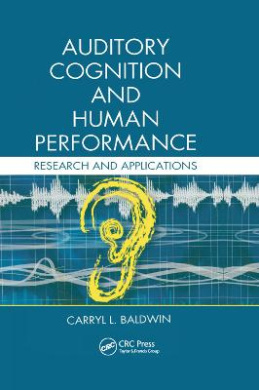 AUDITORY
COGNITION
AND
HUMAN
PERFORMANCE
RESEARCH AND APPLICATIONS
CARRYL L. BALDWIN
CRC Press
Taylor & Francis Group